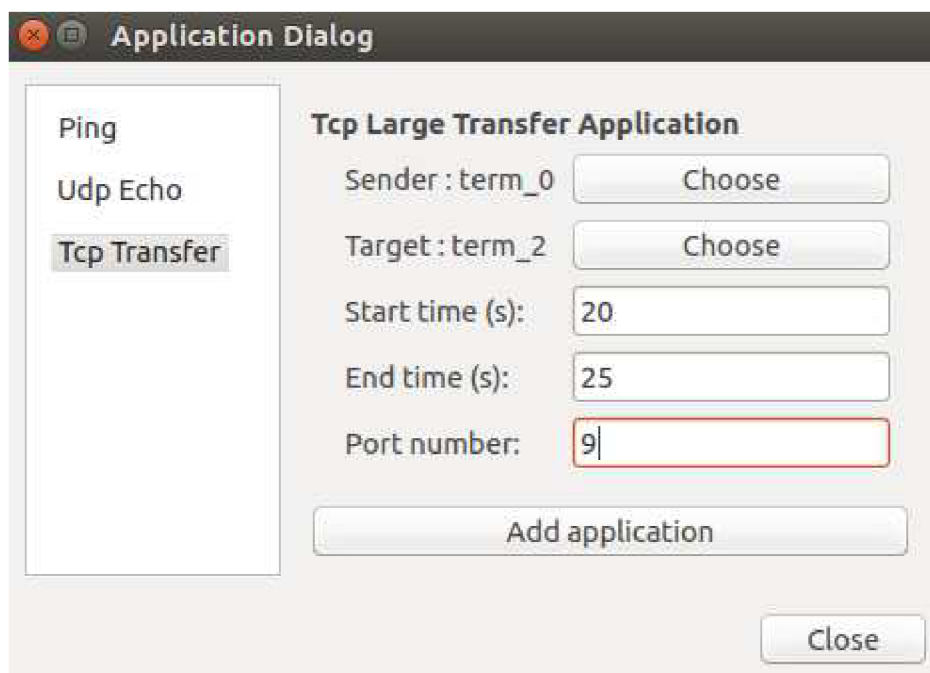 Application Dialog
Ping
Udp Echo
Tcp Transfer
Tcp Large Transfer Application
Sender : term_0 Choose
Target : term_2 Choose
Start time (s): 20
End time (s): 25
Port number: 9
Add application
Close